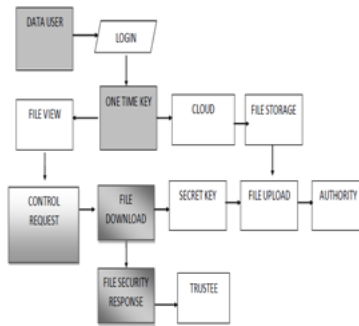 DATA USER
LOGIN
FILE VIEW
ONE TIME KEY
CLOUD
FILE STORAGE
CONTROL
REQUEST
FILE
DOWNLOAD
SECRET KEY
FILE UPLOAD
AUTHORITY
FILE SECURITY
RESPONSE
TRUSTEE